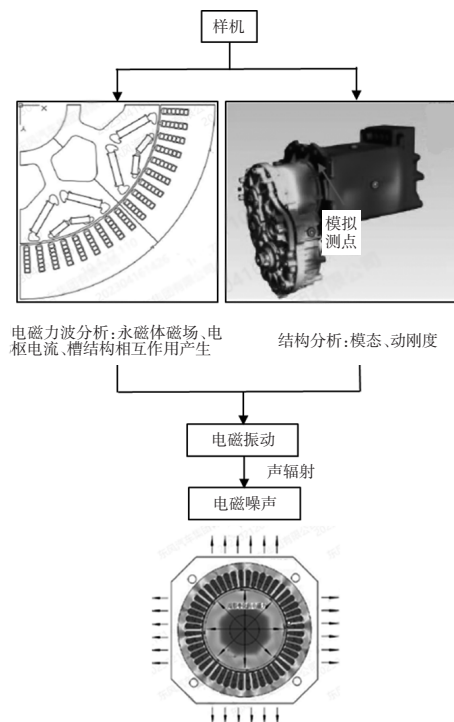 样机
X
Y
模拟
测点
电磁力波分析:永磁体磁场、电
枢电流、槽结构相互作用产生
结构分析:模态、动刚度
电磁振动
声辐射
电磁噪声